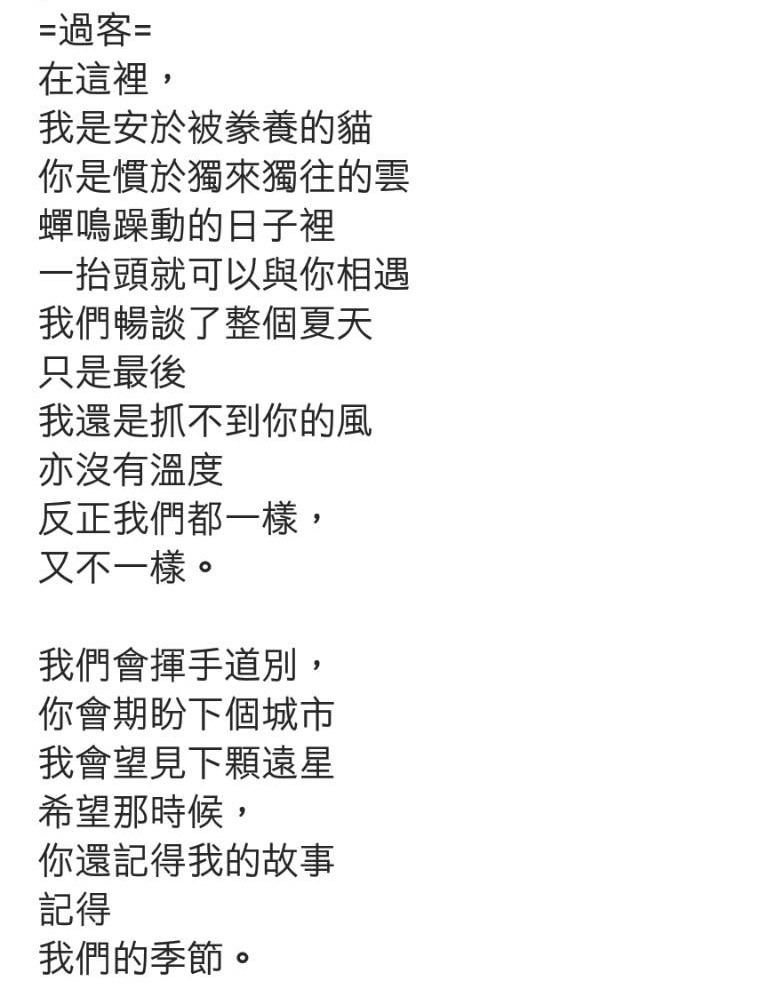 =過客=
在這裡，
我是安於被豢養的貓
你是慣於獨來獨往的雲
蟬鳴躁動的日子裡
一抬頭就可以與你相遇
我們暢談了整個夏天
只是最後
我還是抓不到你的風
亦沒有溫度
反正我們都一樣，
又不一樣。

我們會揮手道別，
你會期盼下個城市
我會望見下顆遠星
希望那時候，
你還記得我的故事
記得
我們的季節。